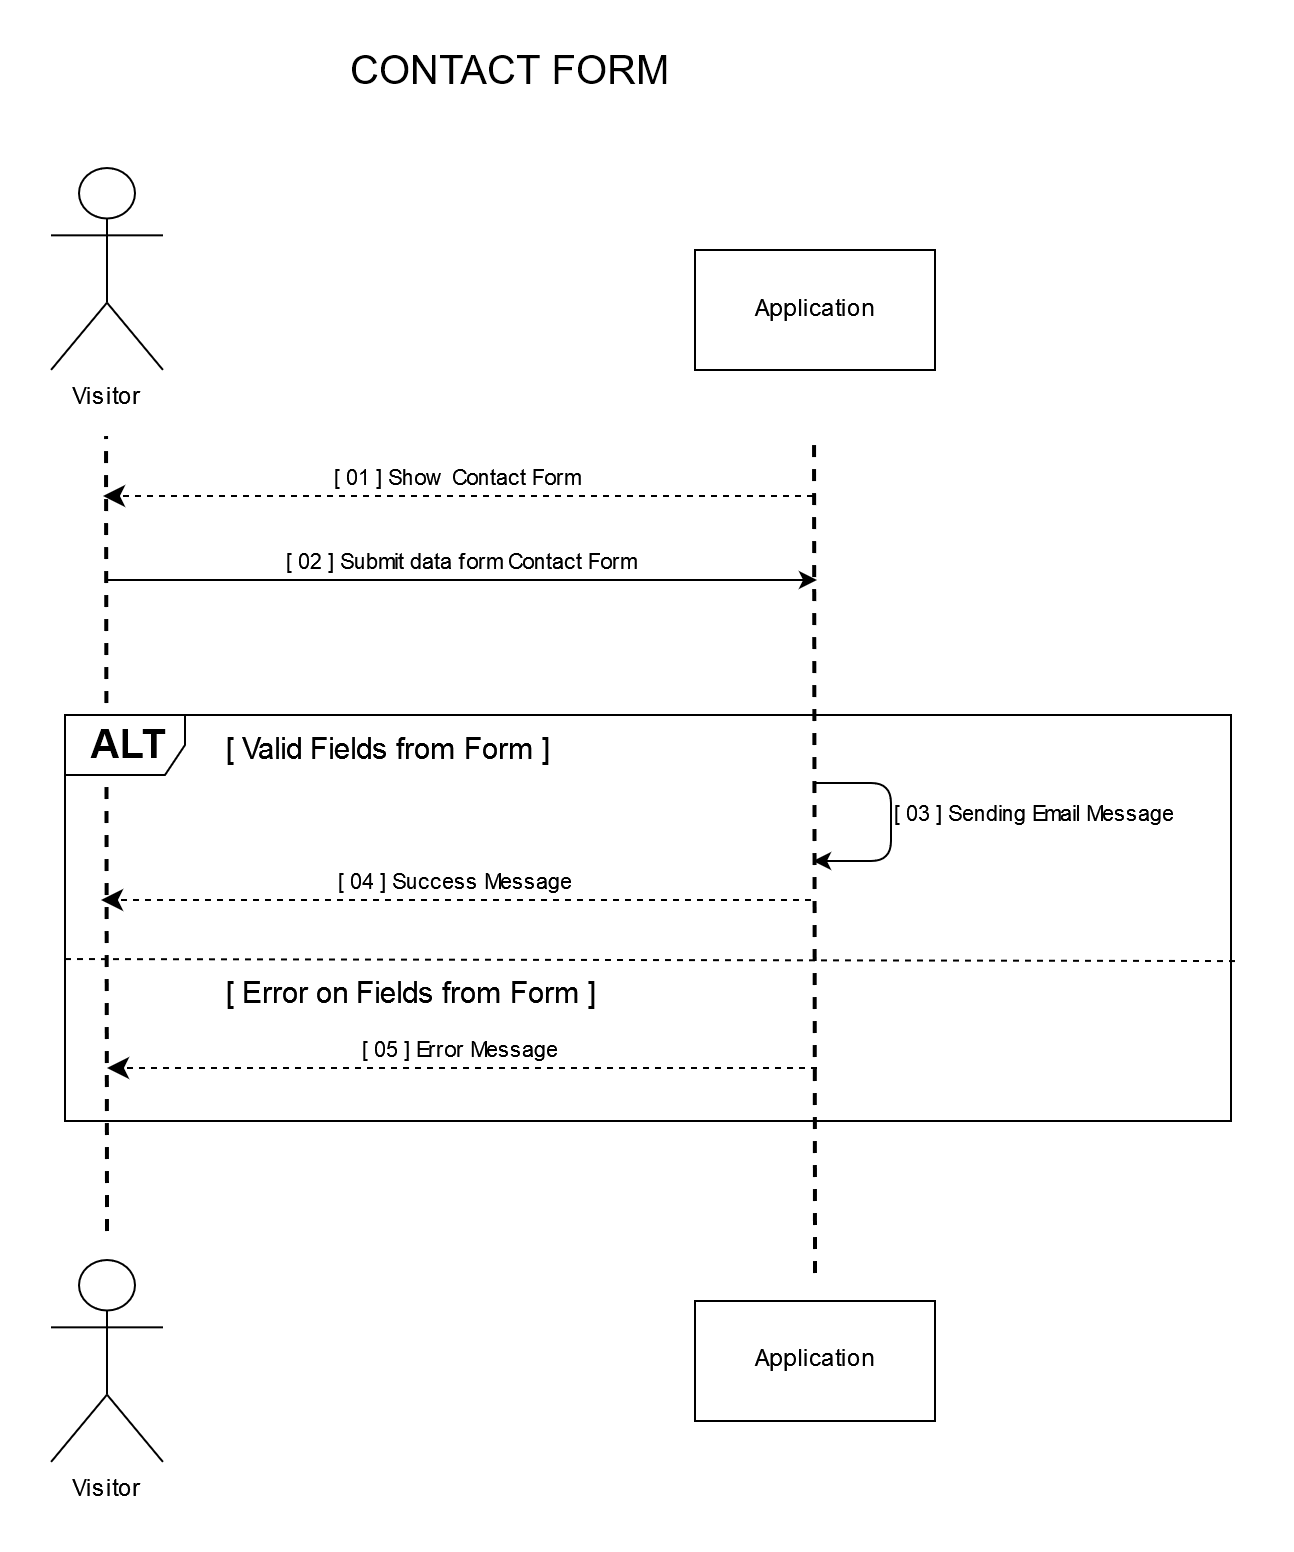 CONTACT FORM
Application
Visitor
[ 01 ] Show Contact Form
[ 02 ] Submit data form Contact Form
ALT
[ Valid Fields from Form ]
[ 03 ] Sending Email Message
[ 04 ] Success Message
[ Error on Fields from Form ]
[ 05 ] Error Message
Application
Visitor